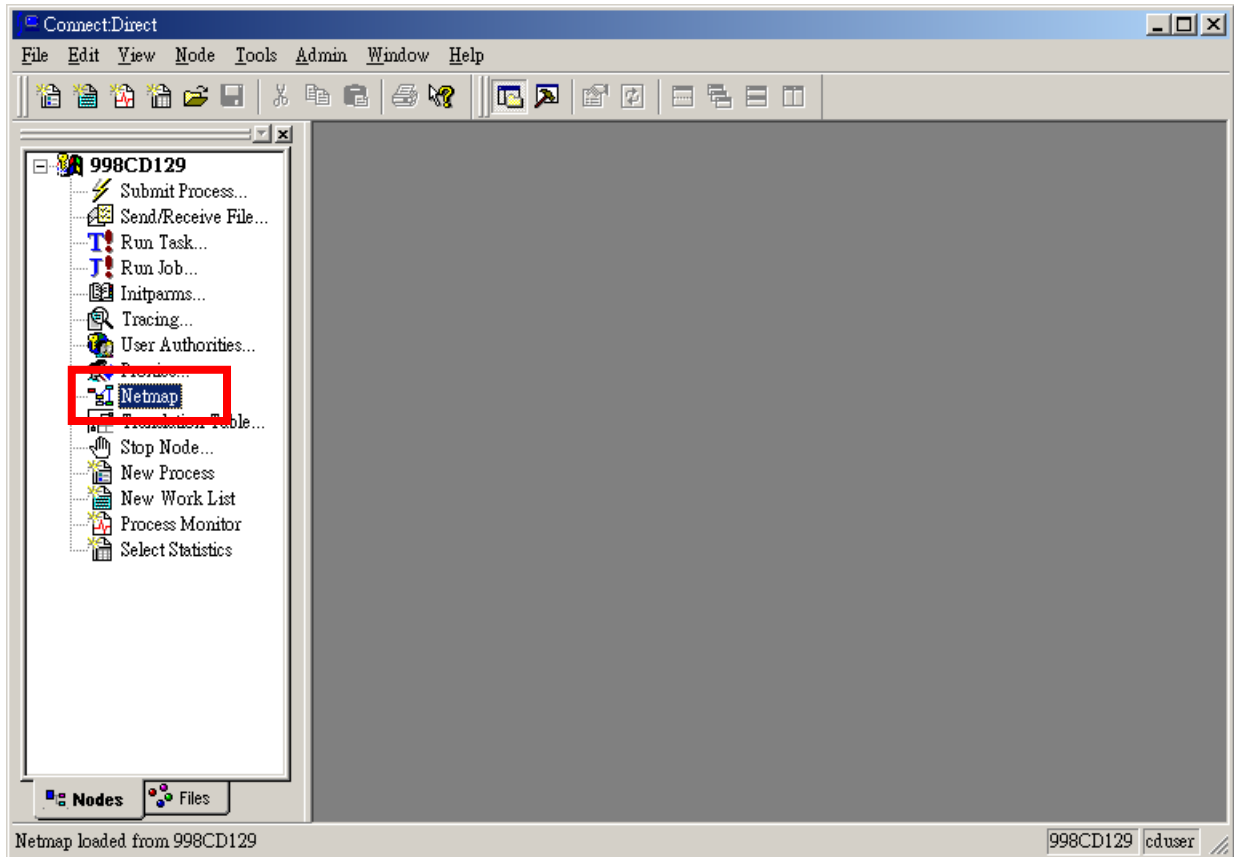 Connect:Direct
File Edit View Node Tools Admin Window Help
998CD129
Submit Process...
Send/Receive File...
Run Task...
Run Job...
Initparms...
Tracing...
User Authorities...
Netmap
Translation Table...
Stop Node...
New Process
New Work List
Process Monitor
Select Statistics
Nodes Files
Netmap loaded from 998CD129 998CD129 cduser